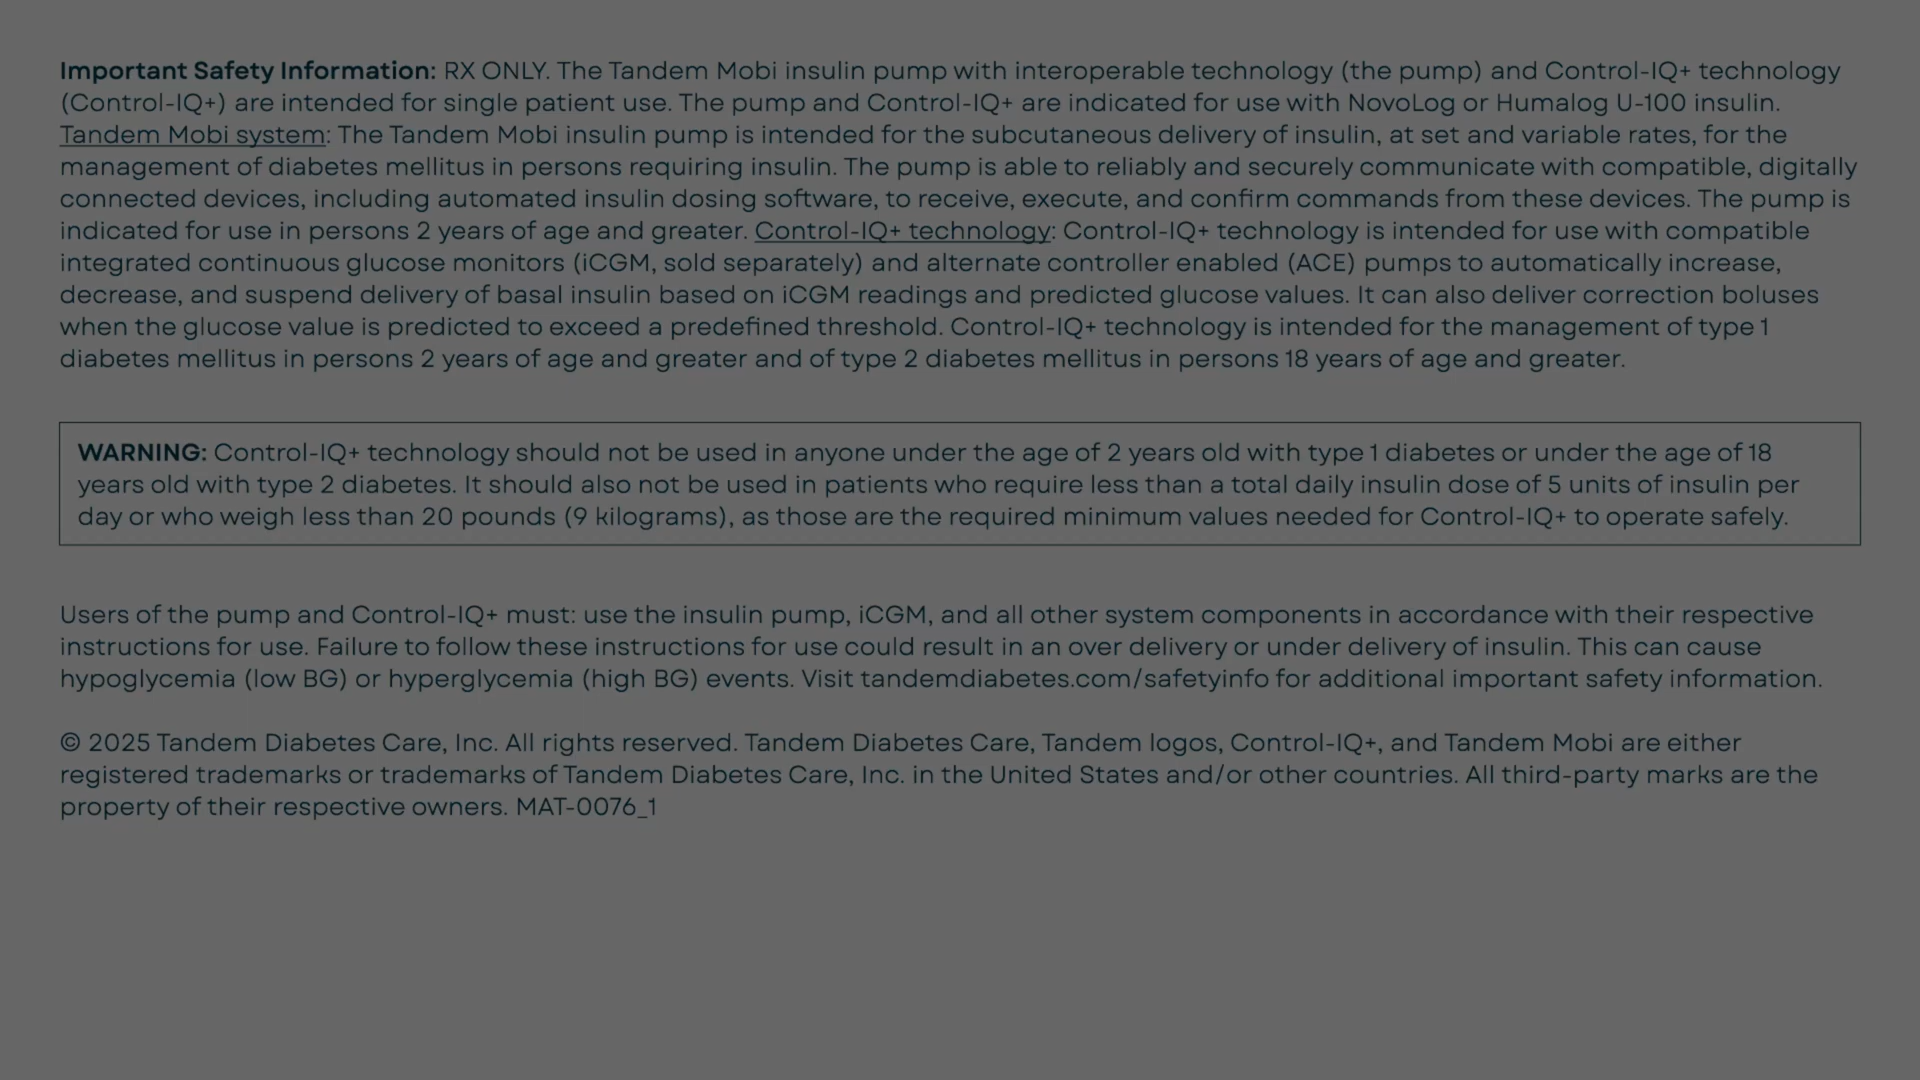 Important Safety Information: RX ONLY. The Tandem Mobi insulin pump with interoperable technology (the pump) and Control-IQ+ technology
(Control-IQ+) are intended for single patient use. The pump and Control-IQ+ are indicated for use with NovoLog or Humalog U-100 insulin.
Tandem Mobi system: The Tandem Mobi insulin pump is intended for the subcutaneous delivery of insulin, at set and variable rates, for the
management of diabetes mellitus in persons requiring insulin. The pump is able to reliably and securely communicate with compatible, digitally
connected devices, including automated insulin dosing software, to receive, execute, and confirm commands from these devices. The pump is
indicated for use in persons 2 years of age and greater. Control-IQ+ technology: Control-IQ+ technology is intended for use with compatible
integrated continuous glucose monitors (iCGM, sold separately) and alternate controller enabled (ACE) pumps to automatically increase,
decrease, and suspend delivery of basal insulin based on iCGM readings and predicted glucose values. It can also deliver correction boluses
when the glucose value is predicted to exceed a predefined threshold. Control-IQ+ technology is intended for the management of type 1
diabetes mellitus in persons 2 years of age and greater and of type 2 diabetes mellitus in persons 18 years of age and greater.
WARNING: Control-IQ+ technology should not be used in anyone under the age of 2 years old with type 1 diabetes or under the age of 18
years old with type 2 diabetes. It should also not be used in patients who require less than a total daily insulin dose of 5 units of insulin per
day or who weigh less than 20 pounds (9 kilograms), as those are the required minimum values needed for Control-IQ+ to operate safely.
Users of the pump and Control-IQ+ must: use the insulin pump, iCGM, and all other system components in accordance with their respective
instructions for use. Failure to follow these instructions for use could result in an over delivery or under delivery of insulin. This can cause
hypoglycemia (low BG) or hyperglycemia (high BG) events. Visit tandemdiabetes.com/safetyinfo for additional important safety information.
© 2025 Tandem Diabetes Care, Inc. All rights reserved. Tandem Diabetes Care, Tandem logos, Control-IQ+, and Tandem Mobi are either
registered trademarks or trademarks of Tandem Diabetes Care, Inc. in the United States and/or other countries. All third-party marks are the
property of their respective owners. MAT-0076_1